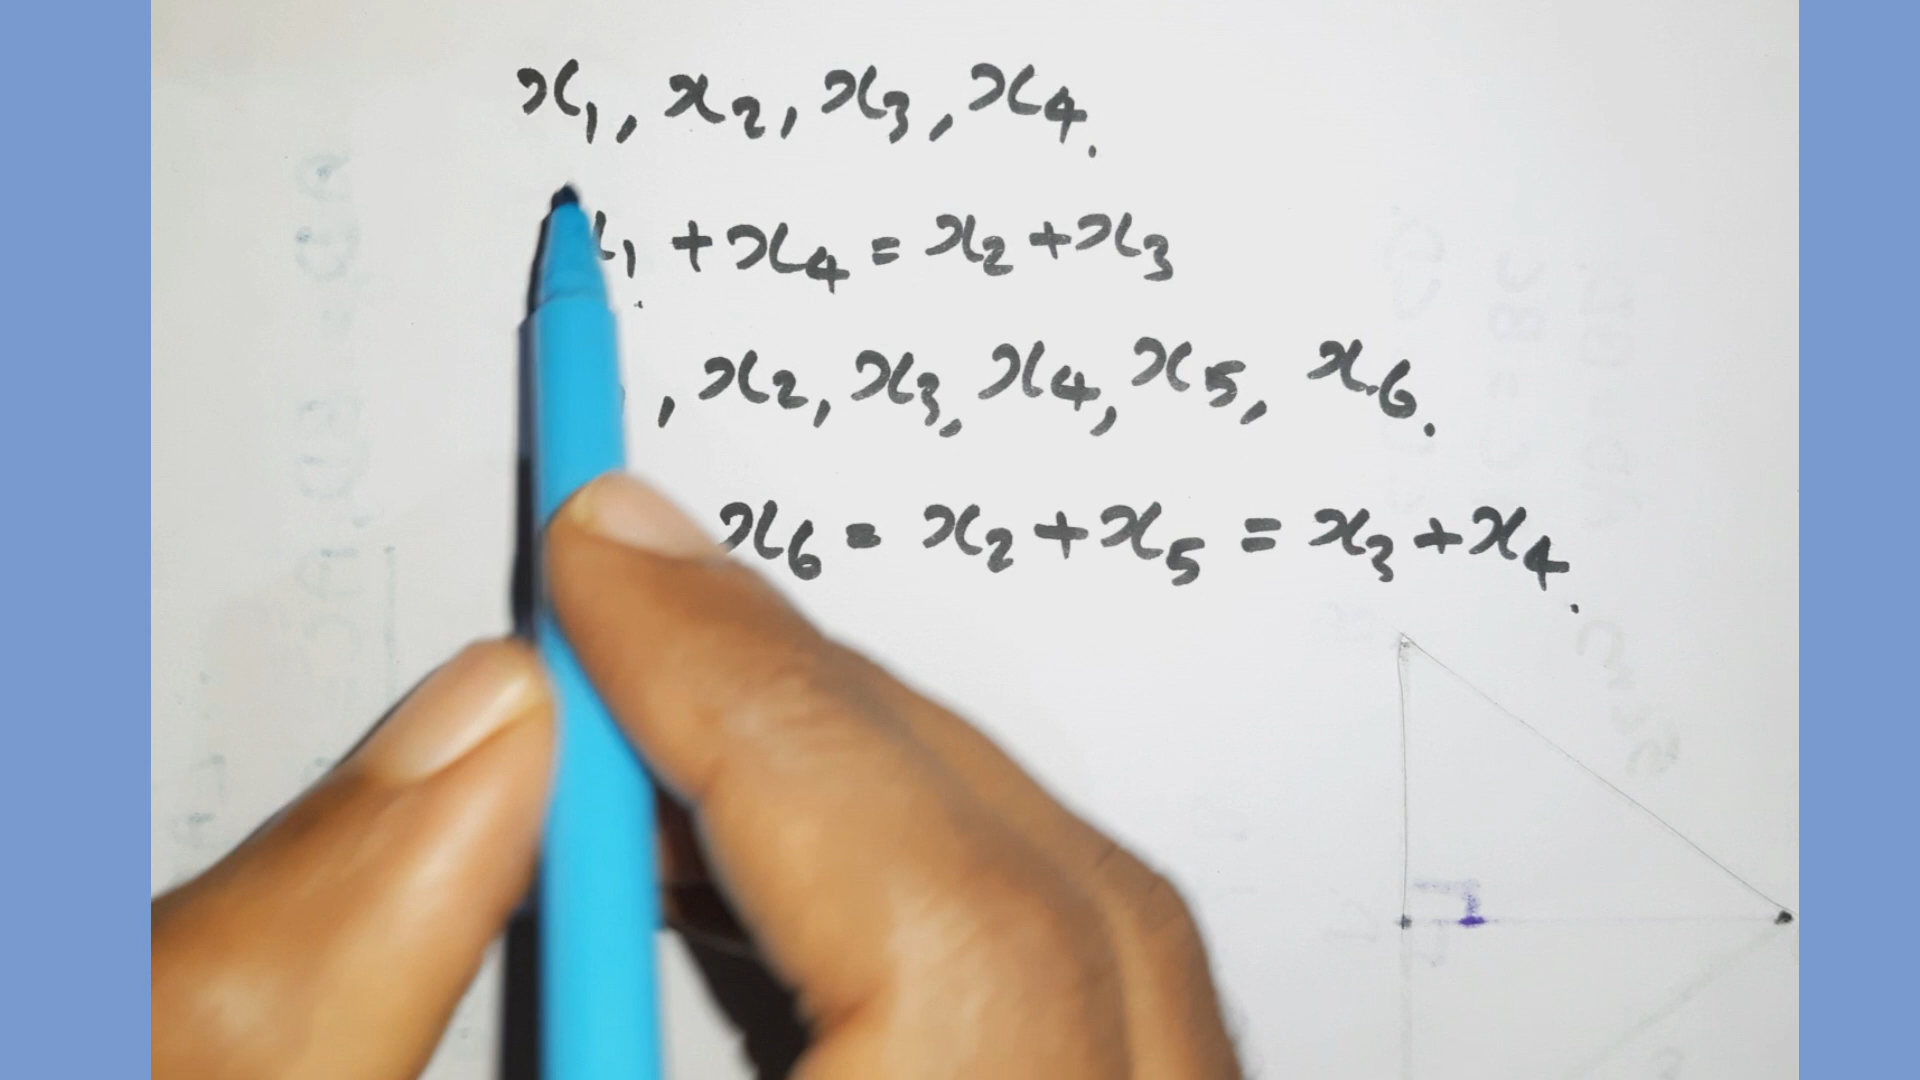 x₁, x₂, x₃, x₄.
₁ + x₄ = x₂ + x₃
, x₂, x₃, x₄, x₅, x₆.
x₆ = x₂ + x₅ = x₃ + x₄.